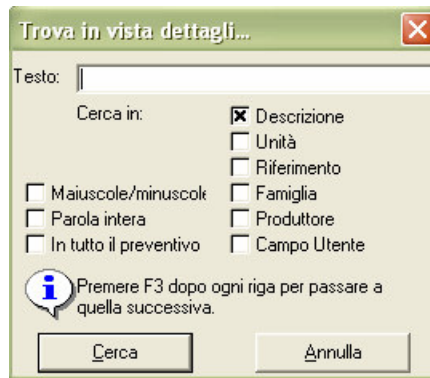 Trova in vista dettagli...
Testo:
Cerca in:
Descrizione
Unità
Riferimento
Maiuscole/minuscole
Famiglia
Parola intera
Produttore
In tutto il preventivo
Campo Utente
Premere F3 dopo ogni riga per passare a
quella successiva.
Cerca
Annulla